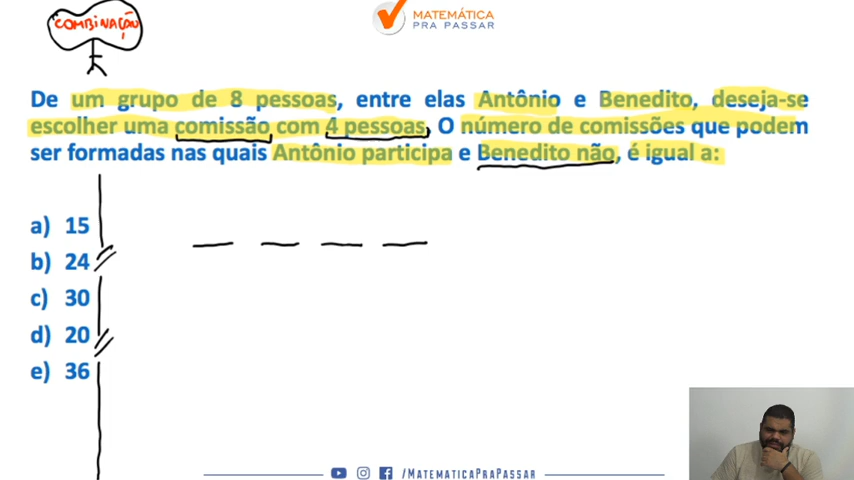 COMBINAÇÃO
MATEMÁTICA
PRA PASSAR
De um grupo de 8 pessoas, entre elas Antônio e Benedito, deseja-se
escolher uma comissão com 4 pessoas. O número de comissões que podem
ser formadas nas quais Antônio participa e Benedito não, é igual a:
a) 15
b) 24
c) 30
d) 20
e) 36
/MATEMATICAPRAPASSAR